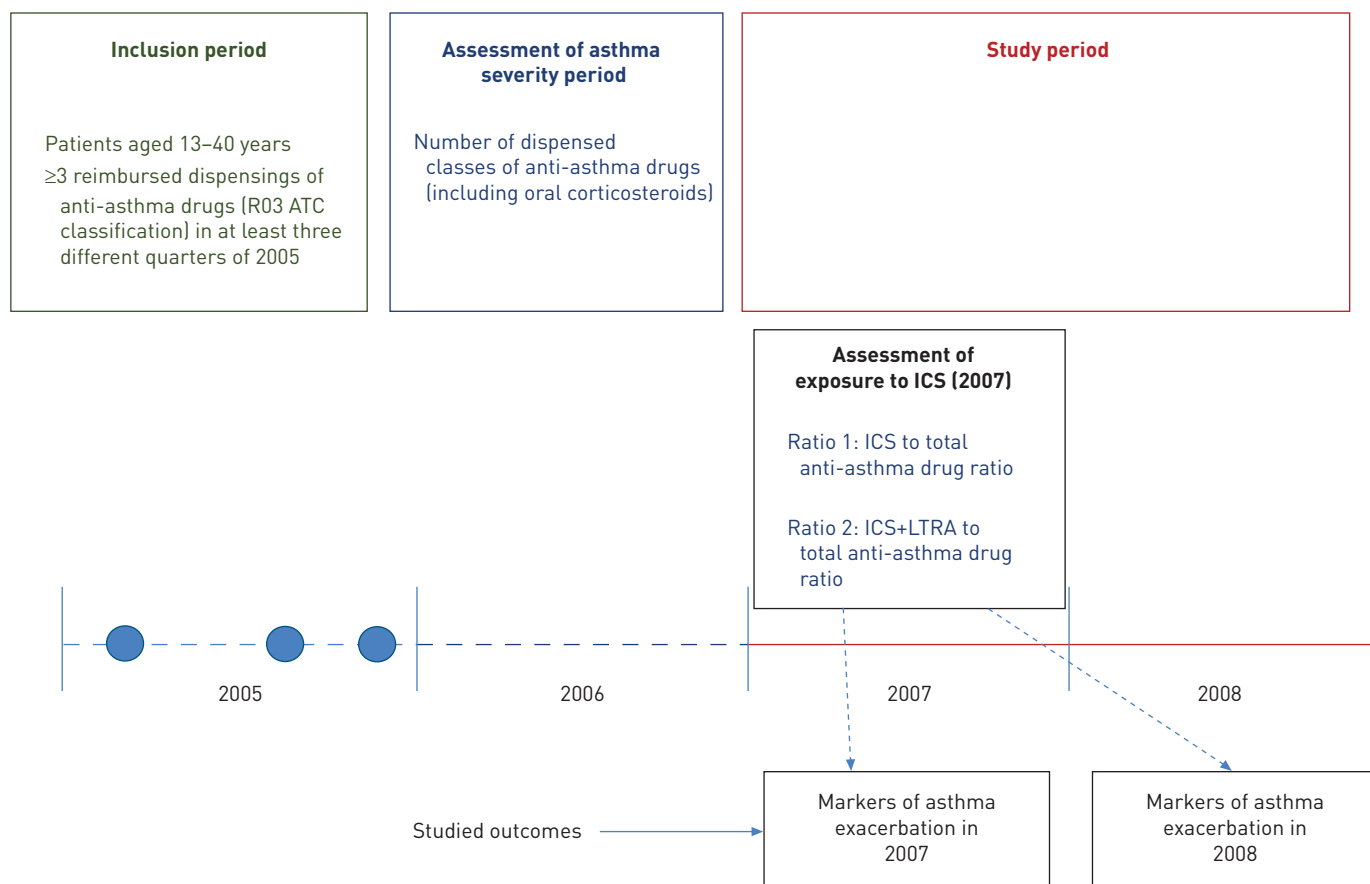 Inclusion period
Patients aged 13–40 years
≥3 reimbursed dispensings of
anti-asthma drugs (R03 ATC
classification) in at least three
different quarters of 2005
Assessment of asthma
severity period
Number of dispensed
classes of anti-asthma drugs
(including oral corticosteroids)
Study period
Assessment of
exposure to ICS (2007)
Ratio 1: ICS to total
anti-asthma drug ratio
Ratio 2: ICS+LTRA to
total anti-asthma drug
ratio
2005
2006
2007
2008
Studied outcomes
Markers of asthma
exacerbation in
2007
Markers of asthma
exacerbation in
2008